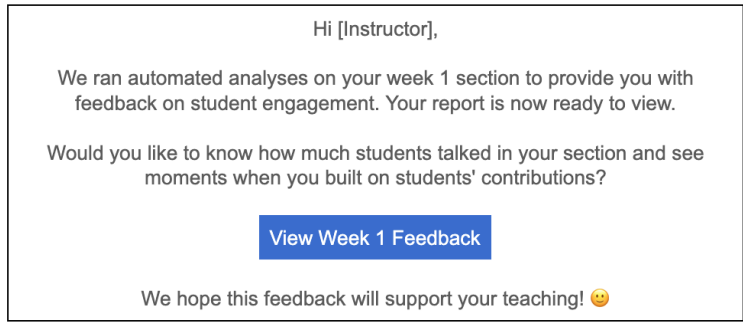 Hi [Instructor],
We ran automated analyses on your week 1 section to provide you with
feedback on student engagement. Your report is now ready to view.
Would you like to know how much students talked in your section and see
moments when you built on students' contributions?
View Week 1 Feedback
We hope this feedback will support your teaching! 🙂